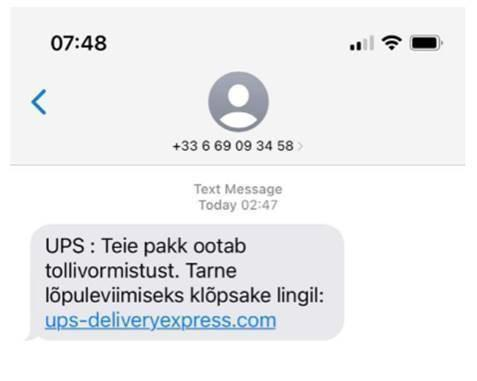 07:48
+33 6 69 09 34 58
Text Message
Today 02:47
UPS : Teie pakk ootab
tollivormistust. Tarne
lõpuleviimiseks klõpsake lingil:
ups-deliveryexpress.com